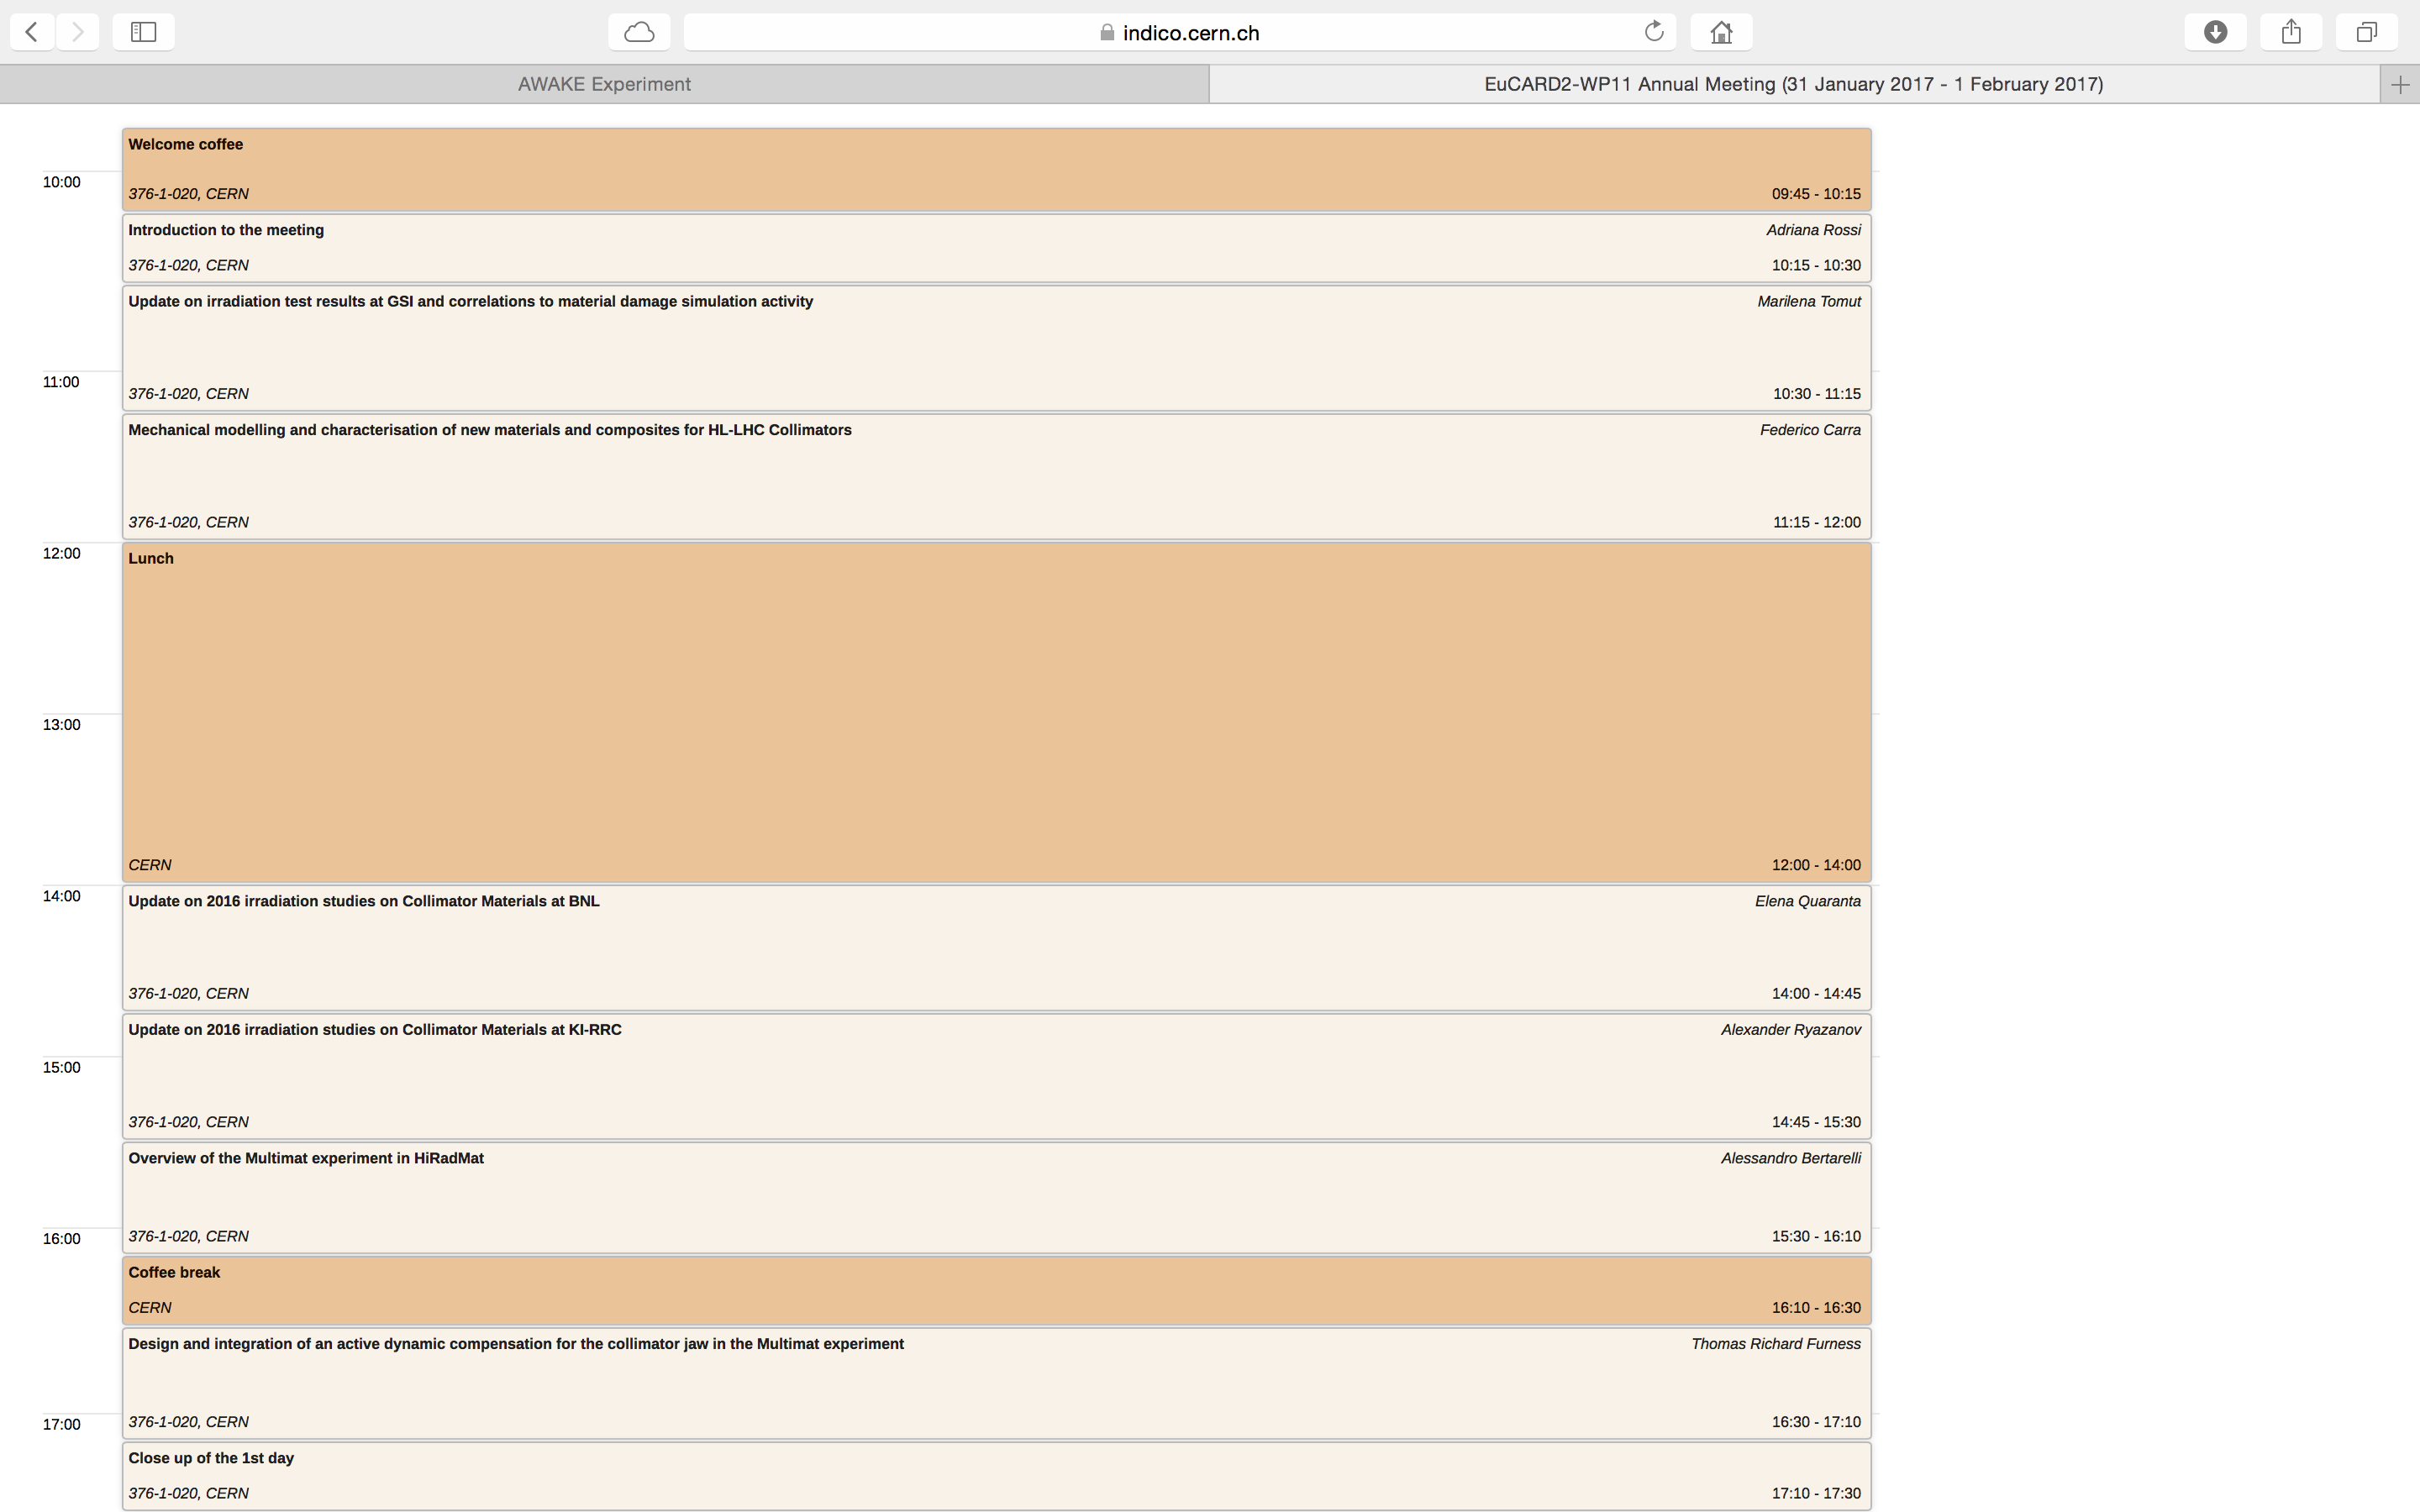 indico.cern.ch
AWAKE Experiment
EuCARD2-WP11 Annual Meeting (31 January 2017 - 1 February 2017)
Welcome coffee
10:00
376-1-020, CERN 09:45 - 10:15
Introduction to the meeting Adriana Rossi
376-1-020, CERN 10:15 - 10:30
Update on irradiation test results at GSI and correlations to material damage simulation activity Marilena Tomut
11:00
376-1-020, CERN 10:30 - 11:15
Mechanical modelling and characterisation of new materials and composites for HL-LHC Collimators Federico Carra
376-1-020, CERN 11:15 - 12:00
12:00
Lunch
13:00
CERN 12:00 - 14:00
14:00
Update on 2016 irradiation studies on Collimator Materials at BNL Elena Quaranta
376-1-020, CERN 14:00 - 14:45
Update on 2016 irradiation studies on Collimator Materials at KI-RRC Alexander Ryazanov
15:00
376-1-020, CERN 14:45 - 15:30
Overview of the Multimat experiment in HiRadMat Alessandro Bertarelli
376-1-020, CERN 15:30 - 16:10
16:00
Coffee break
CERN 16:10 - 16:30
Design and integration of an active dynamic compensation for the collimator jaw in the Multimat experiment Thomas Richard Furness
376-1-020, CERN 16:30 - 17:10
17:00
Close up of the 1st day
376-1-020, CERN 17:10 - 17:30